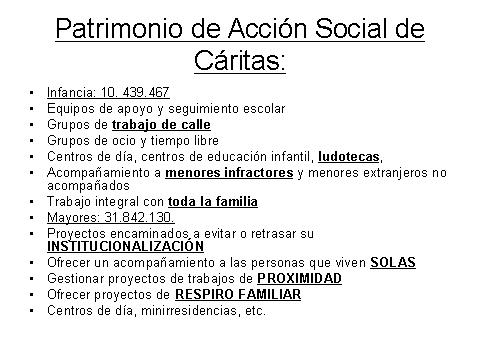 Patrimonio de Acción Social de
Cáritas:
• Infancia: 10. 439.467
• Equipos de apoyo y seguimiento escolar
• Grupos de trabajo de calle
• Grupos de ocio y tiempo libre
• Centros de día, centros de educación infantil, ludotecas,
• Acompañamiento a menores infractores y menores extranjeros no
acompañados
• Trabajo integral con toda la familia
• Mayores: 31.842.130.
• Proyectos encaminados a evitar o retrasar su
INSTITUCIONALIZACIÓN
• Ofrecer un acompañamiento a las personas que viven SOLAS
• Gestionar proyectos de trabajos de PROXIMIDAD
• Ofrecer proyectos de RESPIRO FAMILIAR
• Centros de día, minirresidencias, etc.